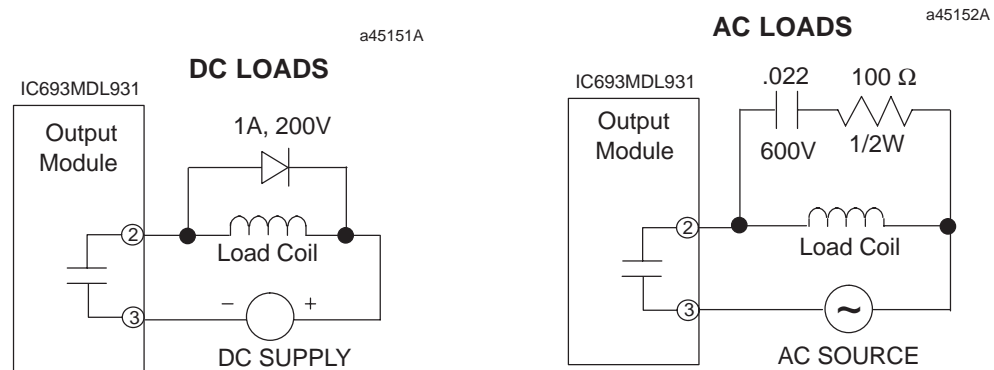 a45151A
DC LOADS
IC693MDL931
Output
Module
1A, 200V
2
Load Coil
3
– +
DC SUPPLY
a45152A
AC LOADS
IC693MDL931
.022 100 Ω
Output
Module
600V 1/2W
2
Load Coil
3
~
AC SOURCE